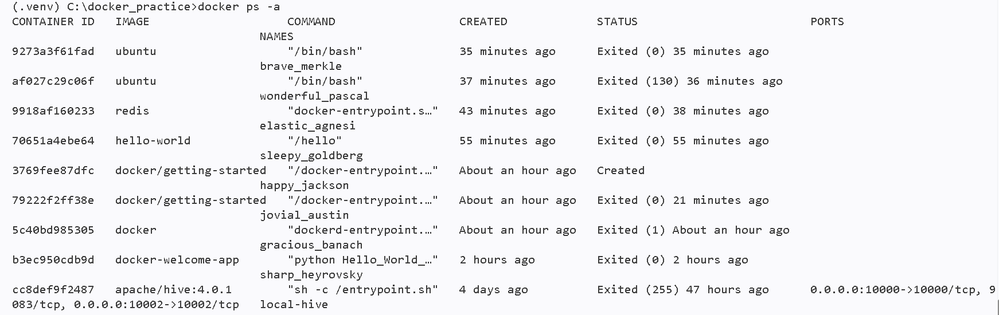 (.venv) C:\docker_practice>docker ps -a
CONTAINER ID   IMAGE                    COMMAND                  CREATED             STATUS                         PORTS
                                    NAMES
9273a3f61fad   ubuntu                   "/bin/bash"              35 minutes ago      Exited (0) 35 minutes ago
                                    brave_merkle
af027c29c06f   ubuntu                   "/bin/bash"              37 minutes ago      Exited (130) 36 minutes ago
                                    wonderful_pascal
9918af160233   redis                    "docker-entrypoint.s…"   43 minutes ago      Exited (0) 38 minutes ago
                                    elastic_agnesi
70651a4ebe64   hello-world              "/hello"                 55 minutes ago      Exited (0) 55 minutes ago
                                    sleepy_goldberg
3769fee87dfc   docker/getting-started   "/docker-entrypoint.…"   About an hour ago   Created
                                    happy_jackson
79222f2ff38e   docker/getting-started   "/docker-entrypoint.…"   About an hour ago   Exited (0) 21 minutes ago
                                    jovial_austin
5c40bd985305   docker                   "dockerd-entrypoint.…"   About an hour ago   Exited (1) About an hour ago
                                    gracious_banach
b3ec950cdb9d   docker-welcome-app       "python Hello_World_…"   2 hours ago         Exited (0) 2 hours ago
                                    sharp_heyrovsky
cc8def9f2487   apache/hive:4.0.1        "sh -c /entrypoint.sh"   4 days ago          Exited (255) 47 hours ago      0.0.0.0:10000->10000/tcp, 9
083/tcp, 0.0.0.0:10002->10002/tcp   local-hive